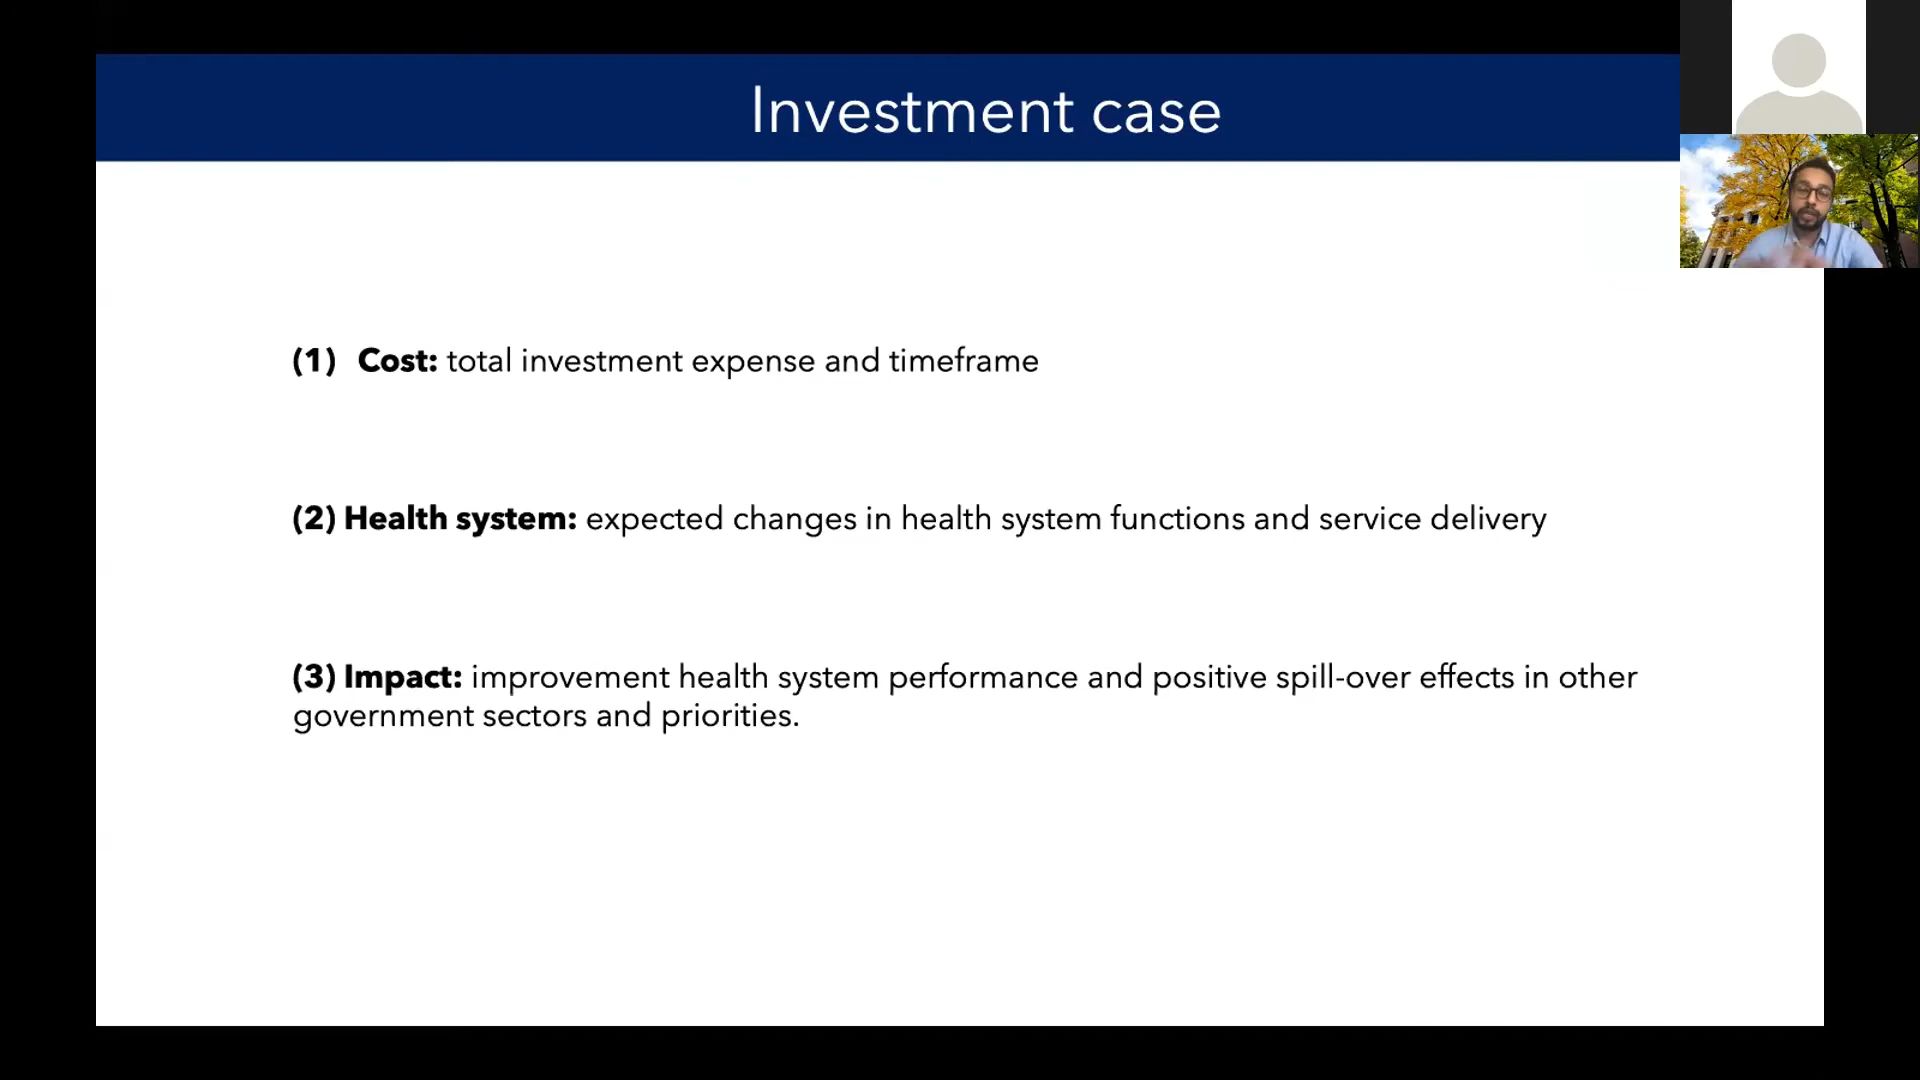 Investment case
(1) Cost: total investment expense and timeframe
(2) Health system: expected changes in health system functions and service delivery
(3) Impact: improvement health system performance and positive spill-over effects in other
government sectors and priorities.